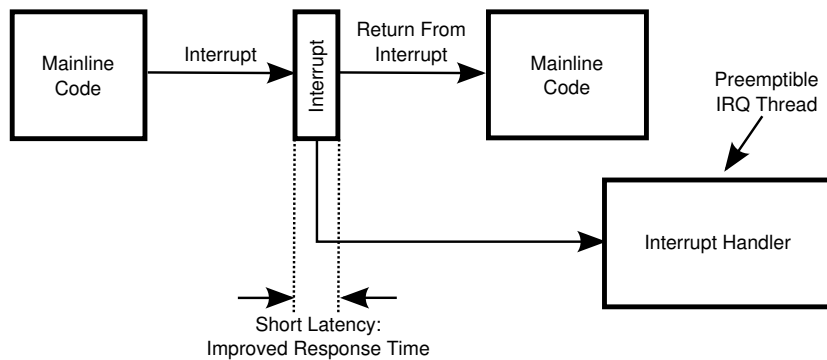 Mainline
Code
Interrupt
Interrupt
Return From
Interrupt
Mainline
Code
Preemptible
IRQ Thread
Interrupt Handler
Short Latency:
Improved Response Time